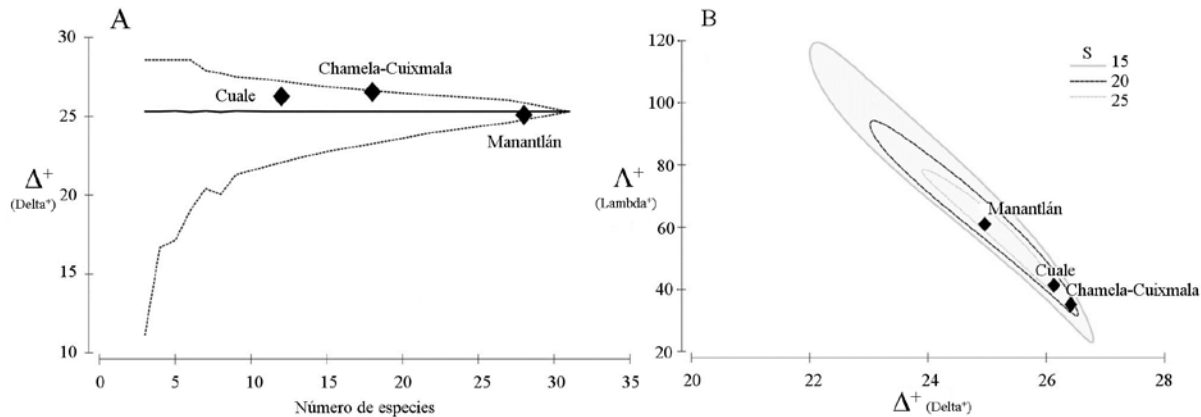 A
30
25
20
15
10
Δ+
(Delta+)
Cuale
Chamela-Cuixmala
Manantlán
0 5 10 15 20 25 30 35
Número de especies
B
120
100
80
60
40
20
Λ+
(Lambda+)
S
15
20
25
Manantlán
Cuale
Chamela-Cuixmala
20 22 24 26 28
Δ+ (Delta+)